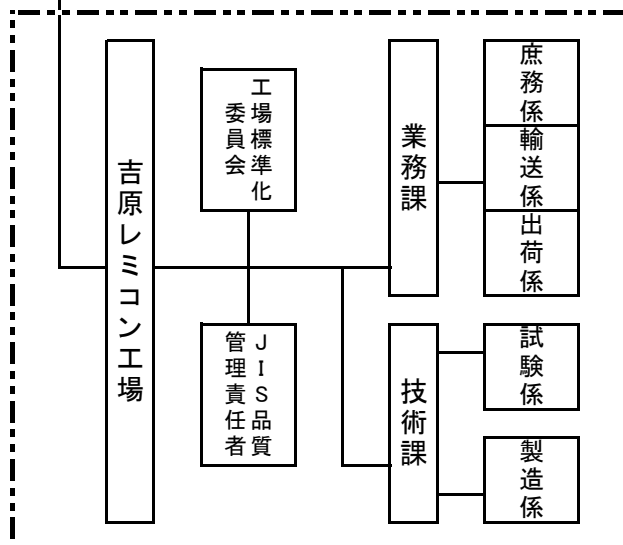 吉原レミコン工場
工場標準化
委員会
JIS品質
管理責任者
業務課
技術課
庶務係
輸送係
出荷係
試験係
製造係